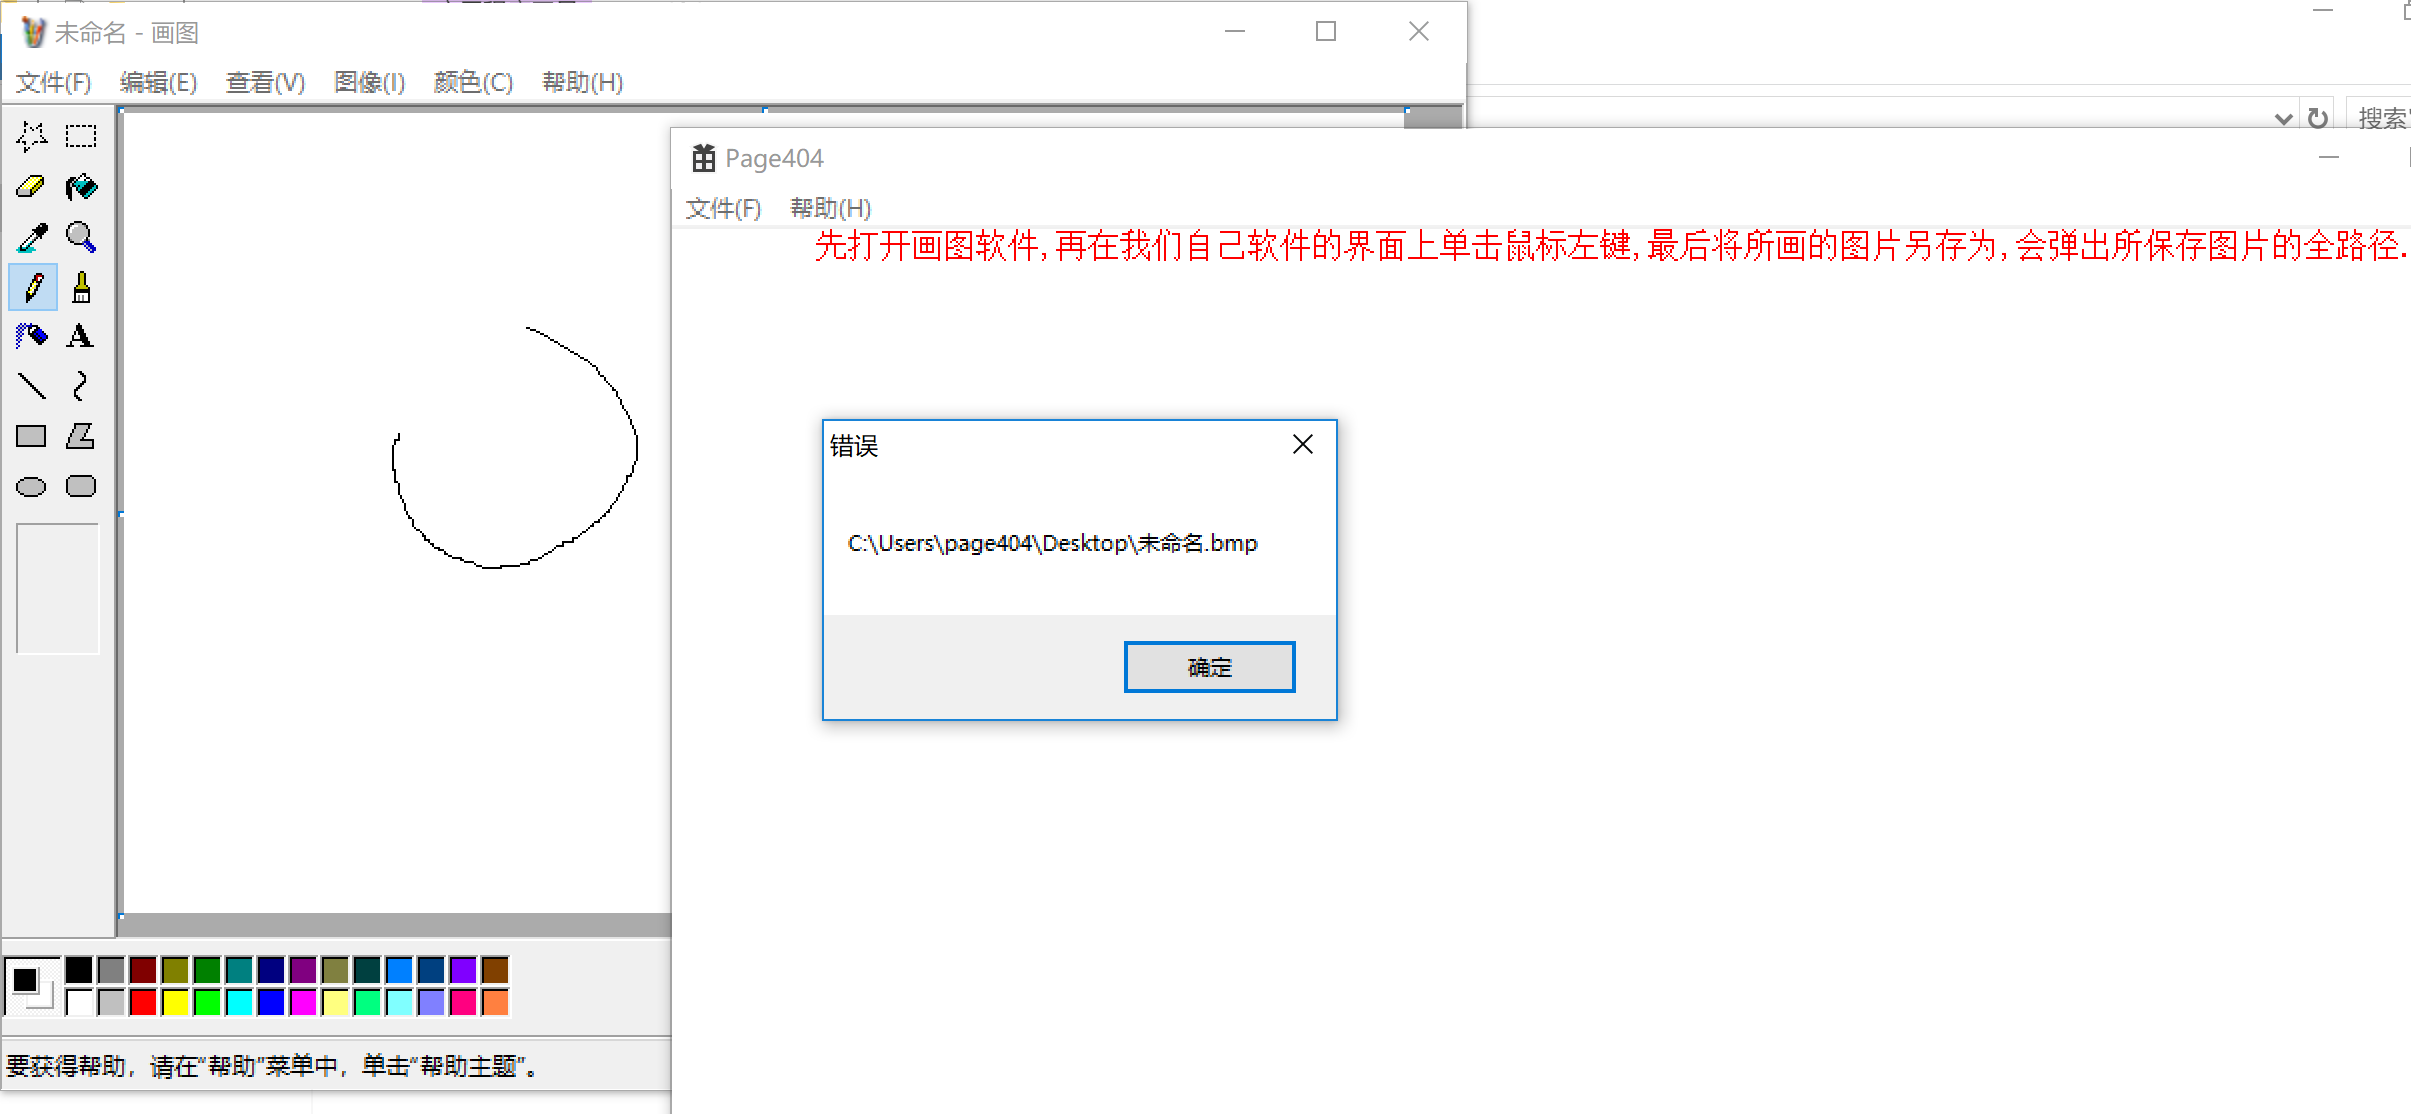 未命名 - 画图
文件(F) 编辑(E) 查看(V) 图像(I) 颜色(C) 帮助(H)
搜索
Page404
文件(F) 帮助(H)
先打开画图软件,再在我们自己软件的界面上单击鼠标左键,最后将所画的图片另存为,会弹出所保存图片的全路径.
错误
C:\Users\page404\Desktop\未命名.bmp
确定
A
要获得帮助，请在“帮助”菜单中，单击“帮助主题”。